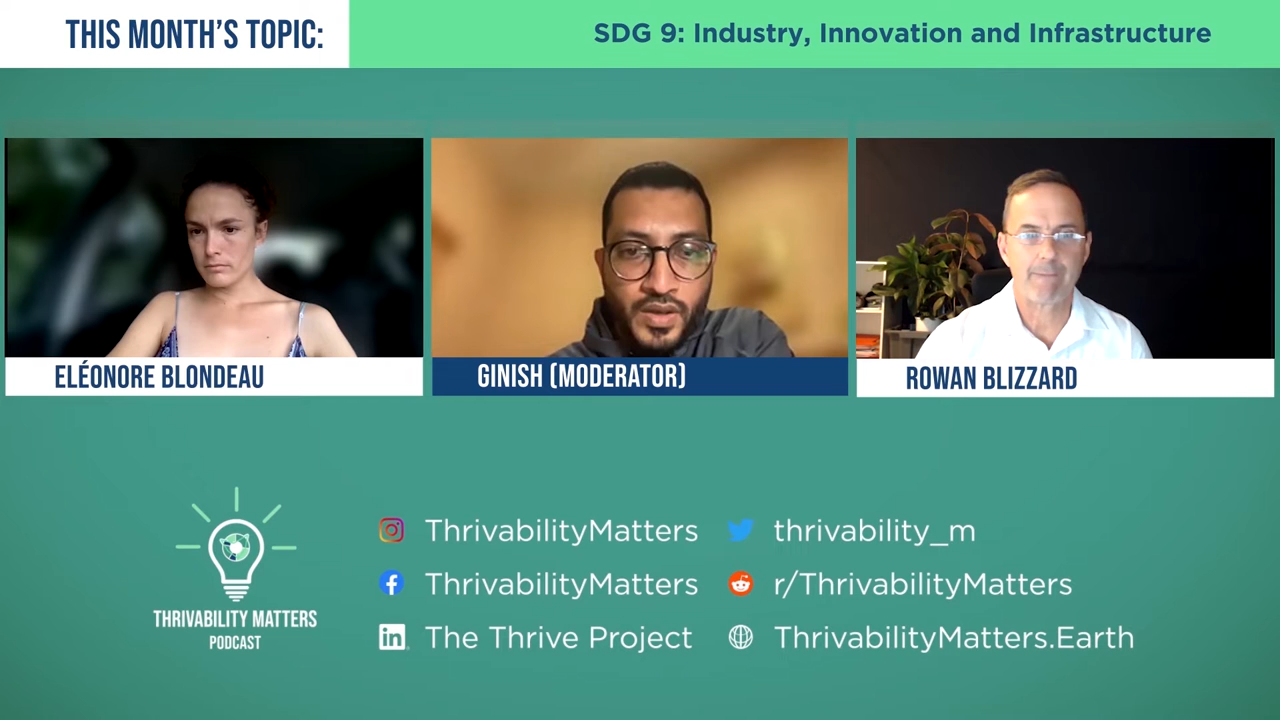 THIS MONTH'S TOPIC:
SDG 9: Industry, Innovation and Infrastructure
ELÉONORE BLONDEAU
GINISH (MODERATOR)
ROWAN BLIZZARD
THRIVABILITY MATTERS
PODCAST
ThrivabilityMatters
thrivability_m
ThrivabilityMatters
r/ThrivabilityMatters
in
The Thrive Project
ThrivabilityMatters.Earth